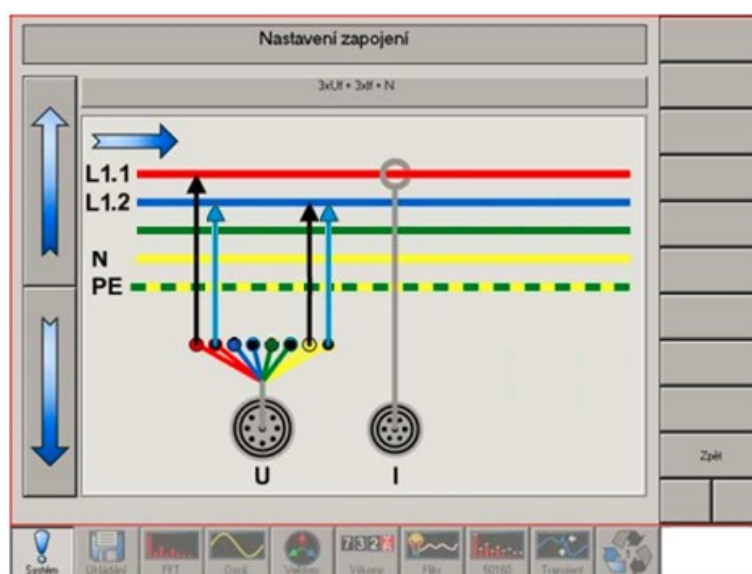 Nastavení zapojení
3xUf + 3xIf + N
L1.1
L1.2
N
PE
U
I
Zpět
Systém
Ukládání
FFT
Oscil.
Vektory
Výkony
Flikr
50160
Transient